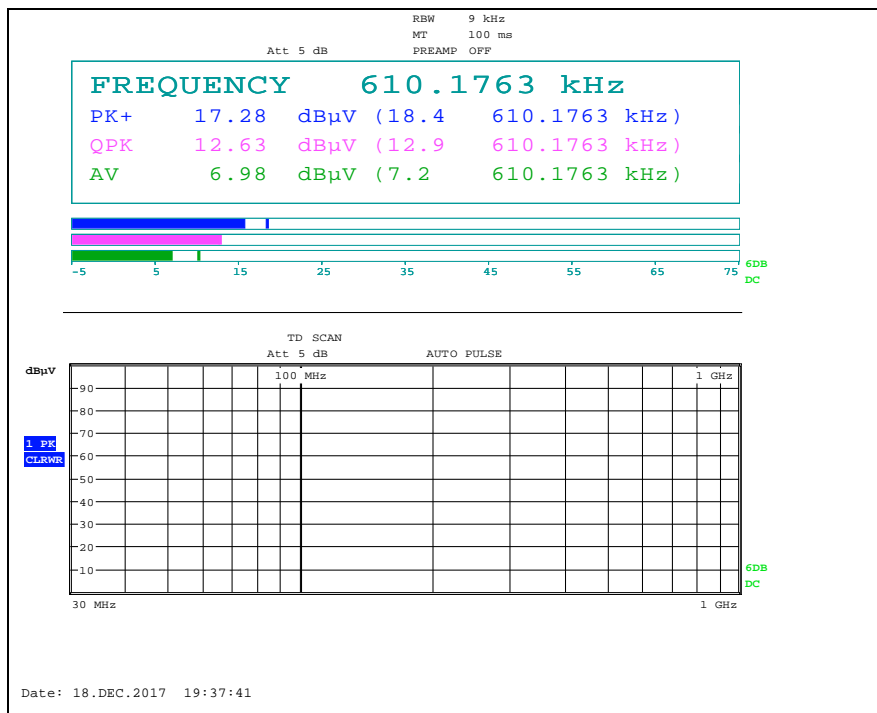 RBW 9 kHz
MT 100 ms
Att 5 dB PREAMP OFF
FREQUENCY 610.1763 kHz
PK+ 17.28 dBµV (18.4 610.1763 kHz)
QPK 12.63 dBµV (12.9 610.1763 kHz)
AV 6.98 dBµV (7.2 610.1763 kHz)
-5 5 15 25 35 45 55 65 75
6DB
DC
TD SCAN
Att 5 dB AUTO PULSE
dBµV
100 MHz 1 GHz
90
80
70
1 PK
CLRWR
60
50
40
30
20
10
6DB
DC
30 MHz 1 GHz
Date: 18.DEC.2017 19:37:41